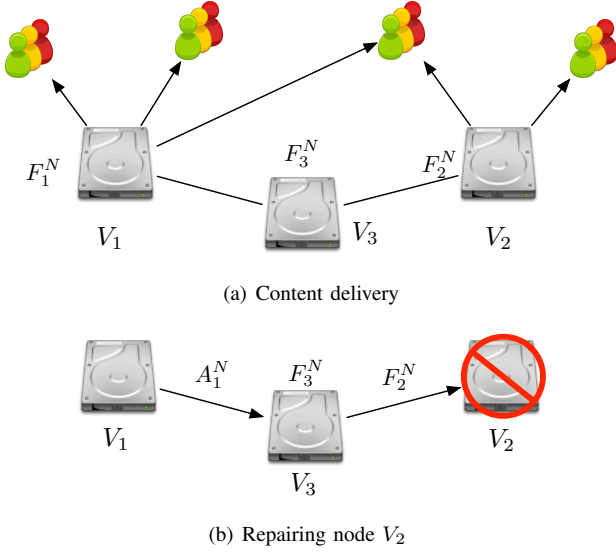 F_3^N
F_1^N
F_2^N
V_1
V_3
V_2
(a) Content delivery
A_1^N
F_3^N
F_2^N
V_1
V_2
V_3
(b) Repairing node V_2